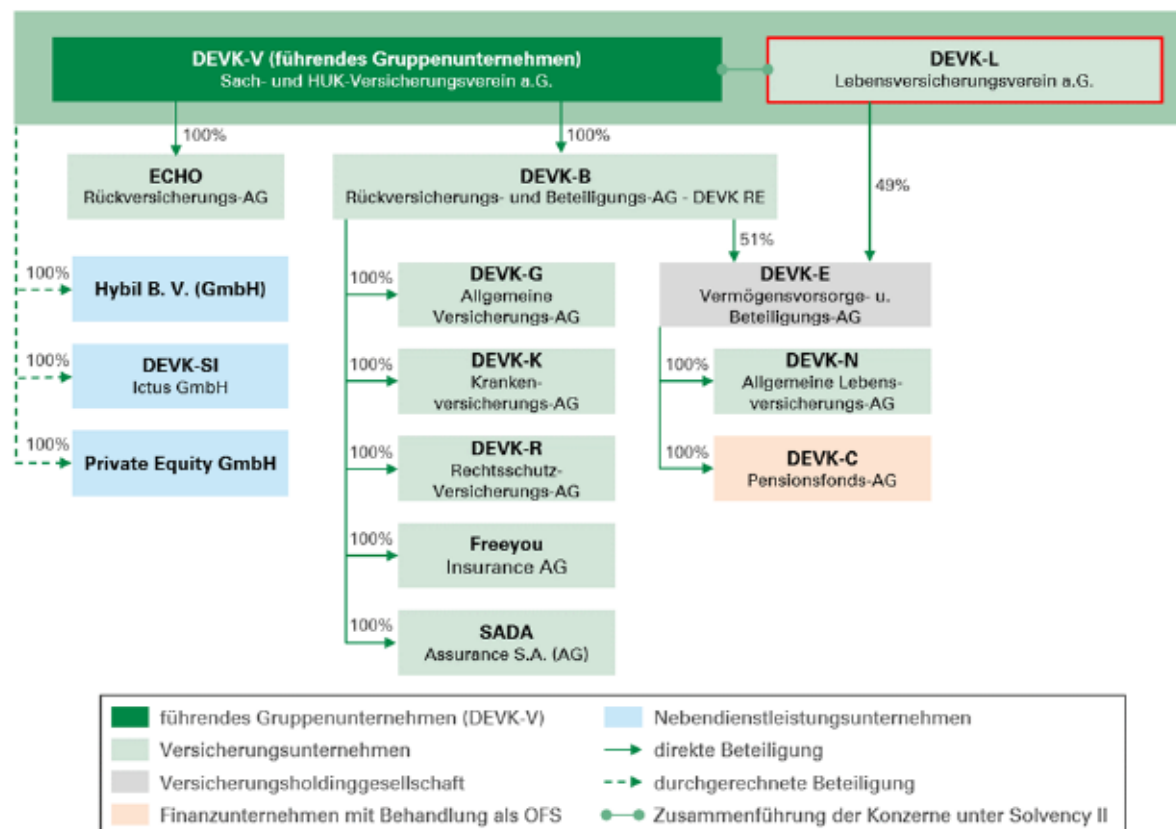 DEVK-V (führendes Gruppenunternehmen)
Sach- und HUK-Versicherungsverein a.G.
DEVK-L
Lebensversicherungsverein a.G.
100%
100%
49%
ECHO
Rückversicherungs-AG
DEVK-B
Rückversicherungs- und Beteiligungs-AG - DEVK RE
51%
100%
Hybil B. V. (GmbH)
100%
DEVK-SI
Ictus GmbH
100%
Private Equity GmbH
100%
DEVK-G
Allgemeine
Versicherungs-AG
100%
DEVK-K
Kranken-
versicherungs-AG
100%
DEVK-R
Rechtsschutz-
Versicherungs-AG
100%
Freeyou
Insurance AG
100%
SADA
Assurance S.A. (AG)
DEVK-E
Vermögensvorsorge- u.
Beteiligungs-AG
100%
DEVK-N
Allgemeine Lebens-
versicherungs-AG
100%
DEVK-C
Pensionsfonds-AG
führendes Gruppenunternehmen (DEVK-V)
Versicherungsunternehmen
Versicherungsholdinggesellschaft
Finanzunternehmen mit Behandlung als OFS
Nebendienstleistungsunternehmen
direkte Beteiligung
durchgerechnete Beteiligung
Zusammenführung der Konzerne unter Solvency II